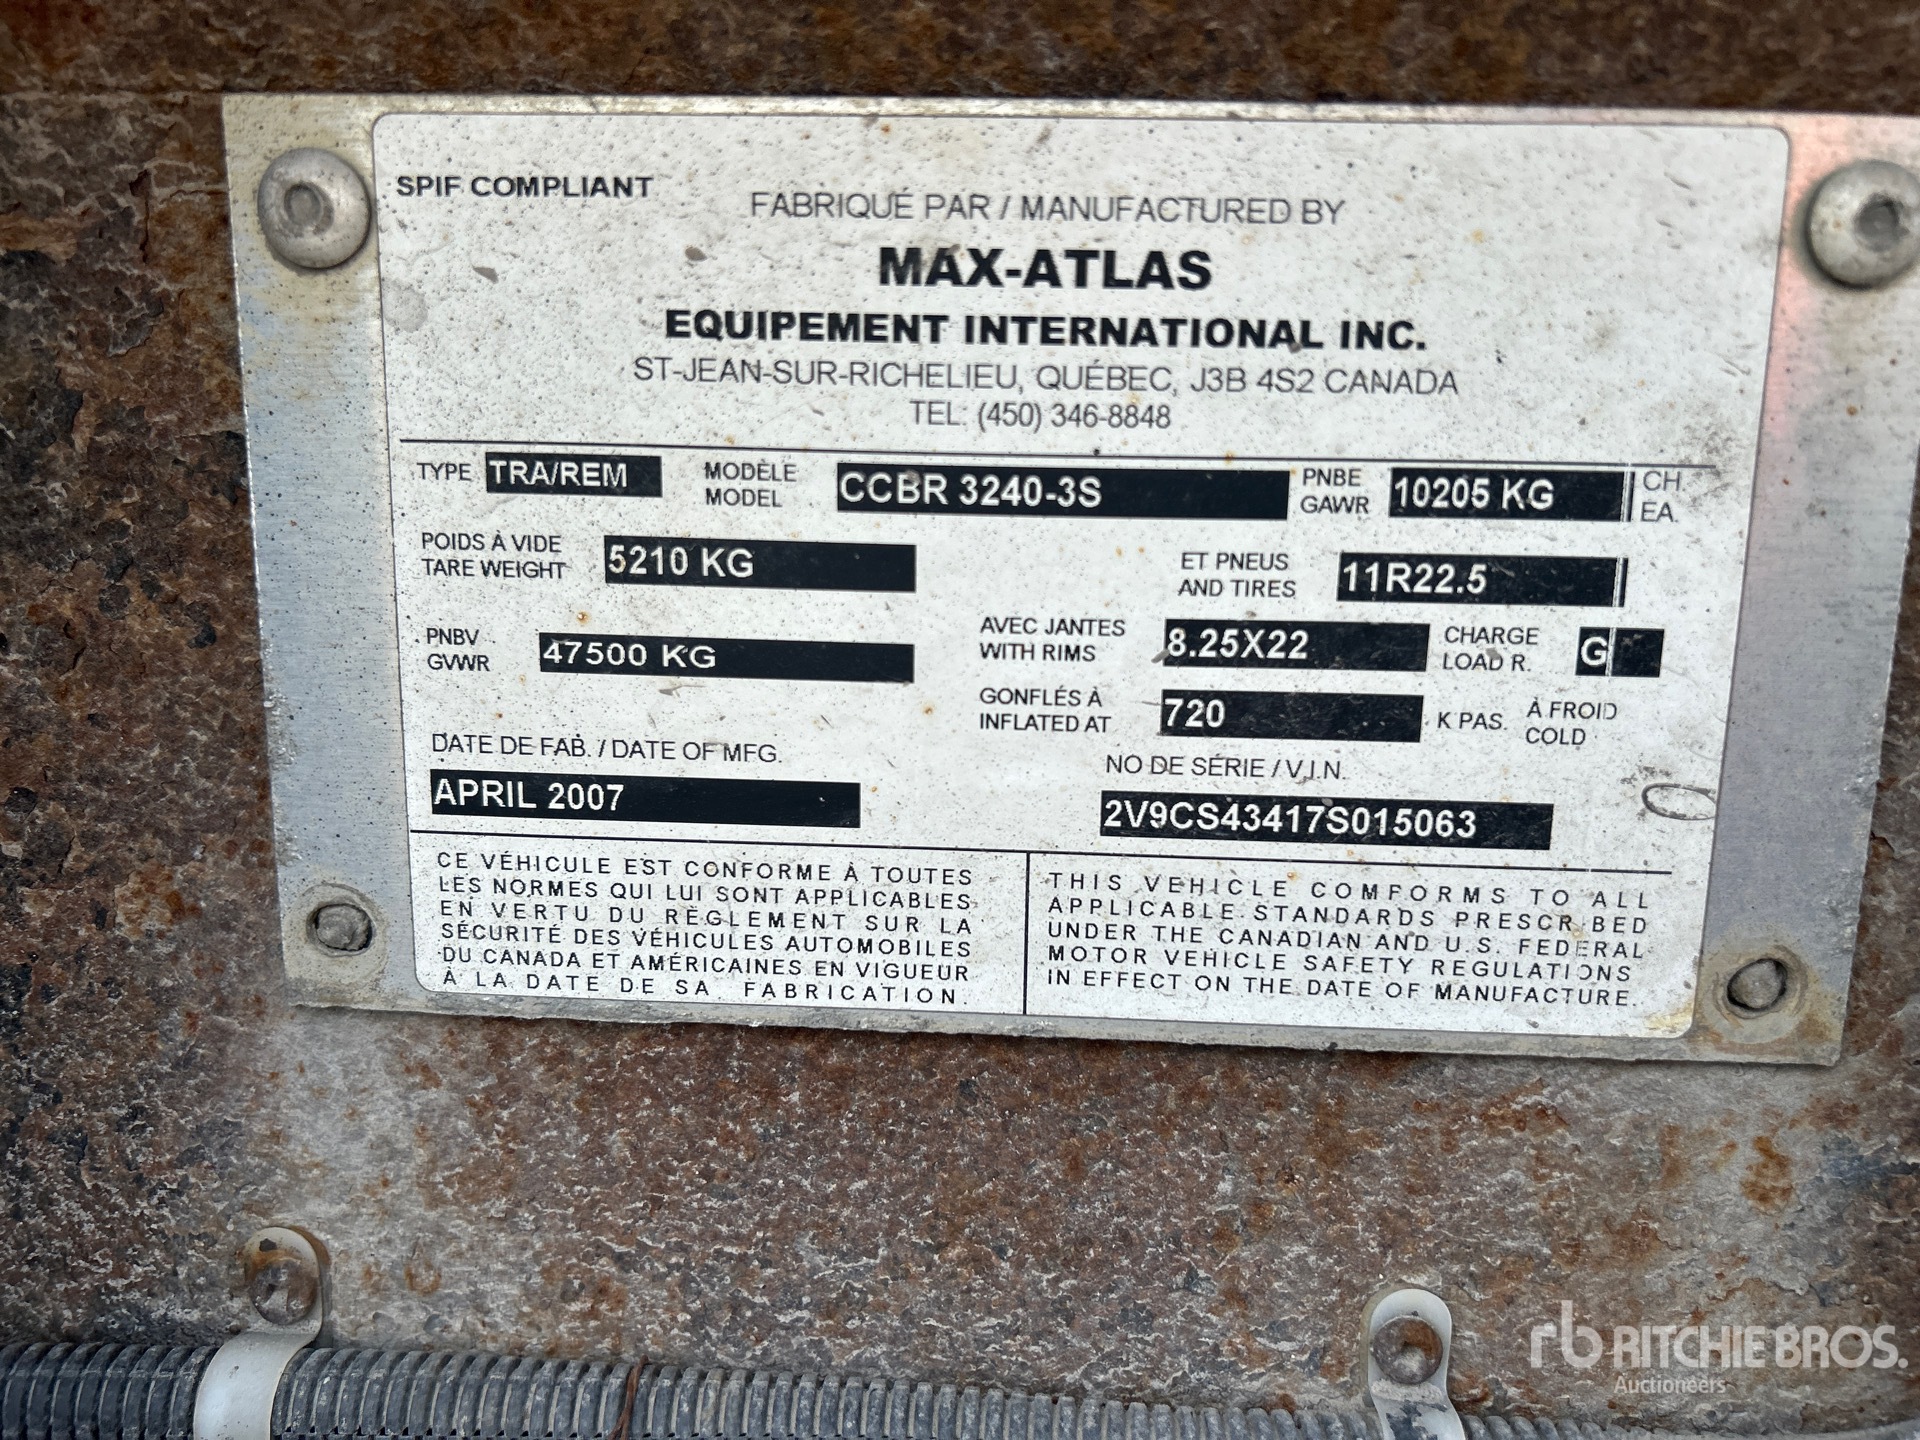 SPIF COMPLIANT
FABRIQUÉ PAR / MANUFACTURED BY
MAX-ATLAS
EQUIPEMENT INTERNATIONAL INC.
ST-JEAN-SUR-RICHELIEU, QUÉBEC, J3B 4S2 CANADA
TEL: (450) 346-8848
TYPE TRA/REM MODÈLE MODEL CCBR 3240-3S PNBE GAWR 10205 KG CH. EA.
POIDS À VIDE TARE WEIGHT 5210 KG ET PNEUS AND TIRES 11R22.5
PNBV GVWR 47500 KG AVEC JANTES WITH RIMS 8.25X22 CHARGE LOAD R. G
GONFLÉS À INFLATED AT 720 K PAS. À FROID COLD
DATE DE FAB. / DATE OF MFG. NO DE SÉRIE / V.I.N.
APRIL 2007 2V9CS43417S015063
CE VÉHICULE EST CONFORME À TOUTES
LES NORMES QUI LUI SONT APPLICABLES
EN VERTU DU RÈGLEMENT SUR LA
SÉCURITÉ DES VÉHICULES AUTOMOBILES
DU CANADA ET AMÉRICAINES EN VIGUEUR
À LA DATE DE SA FABRICATION.
THIS VEHICLE COMFORMS TO ALL
APPLICABLE STANDARDS PRESCRIBED
UNDER THE CANADIAN AND U.S. FEDERAL
MOTOR VEHICLE SAFETY REGULATIONS
IN EFFECT ON THE DATE OF MANUFACTURE.
rb RITCHIE BROS.
Auctioneers